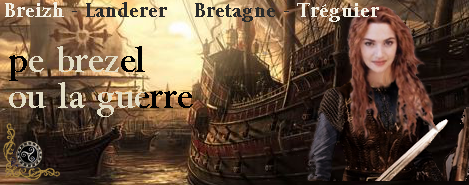 Breizh - Landerer Bretagne - Tréguier
pe brezel
ou la guerre